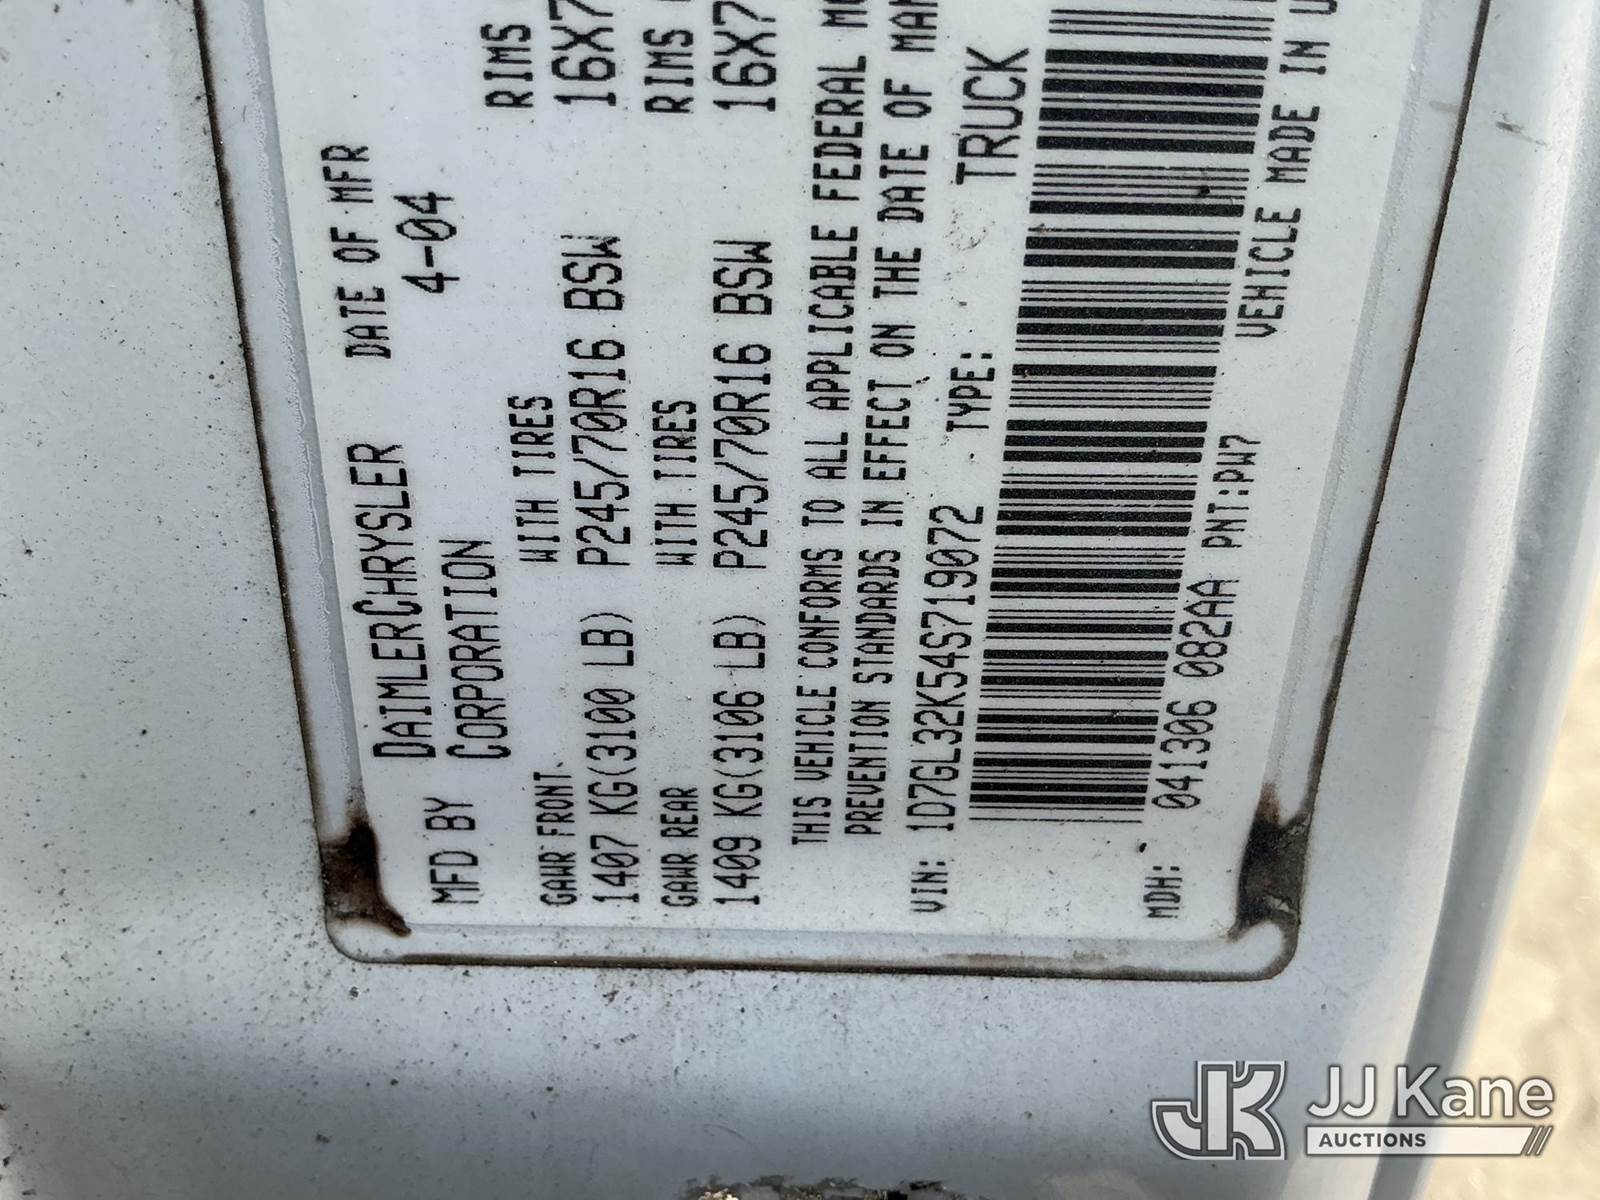 MFD BY DAIMLERCHRYSLER DATE OF MFR
CORPORATION 4-04
GAWR FRONT WITH TIRES RIMS
1407 KG(3100 LB) P245/70R16 BSW 16X7
GAWR REAR WITH TIRES RIMS
1409 KG(3106 LB) P245/70R16 BSW 16X7
THIS VEHICLE CONFORMS TO ALL APPLICABLE FEDERAL
PREVENTION STANDARDS IN EFFECT ON THE DATE OF
VIN: 1D7GL32K54S719072 TYPE: TRUCK
MDH: 041306 082AA PNT:PW7 VEHICLE MADE IN
JJ Kane
AUCTIONS